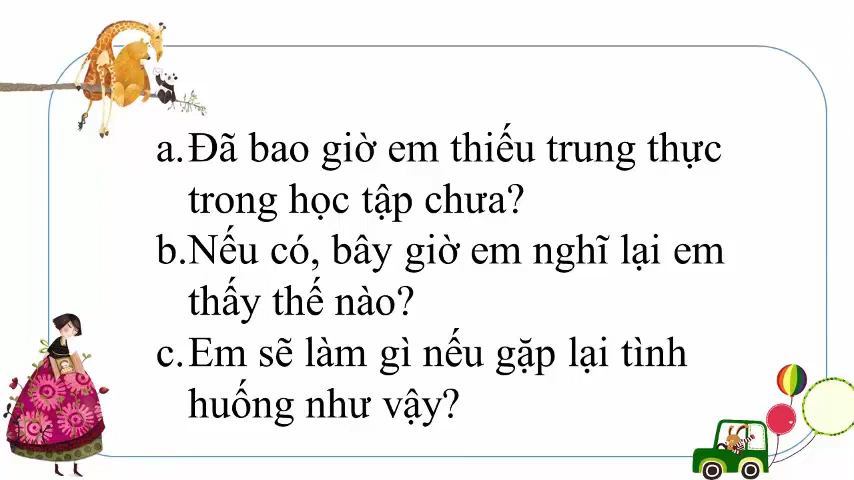 a.Đã bao giờ em thiếu trung thực
trong học tập chưa?
b.Nếu có, bây giờ em nghĩ lại em
thấy thế nào?
c.Em sẽ làm gì nếu gặp lại tình
huống như vậy?